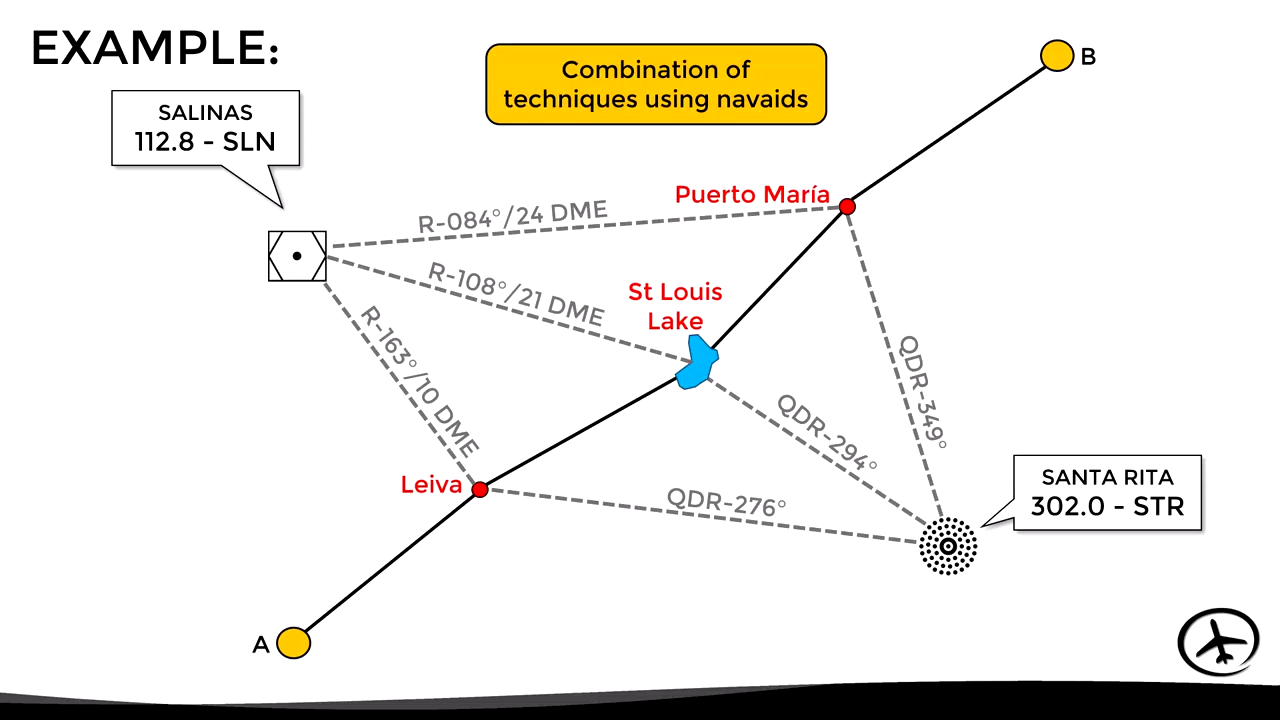 EXAMPLE:
Combination of
techniques using navaids
B
SALINAS
112.8 - SLN
Puerto María
R-084°/24 DME
R-108°/21 DME
St Louis
Lake
R-163°/10 DME
QDR-349°
QDR-294°
Leiva
QDR-276°
SANTA RITA
302.0 - STR
A